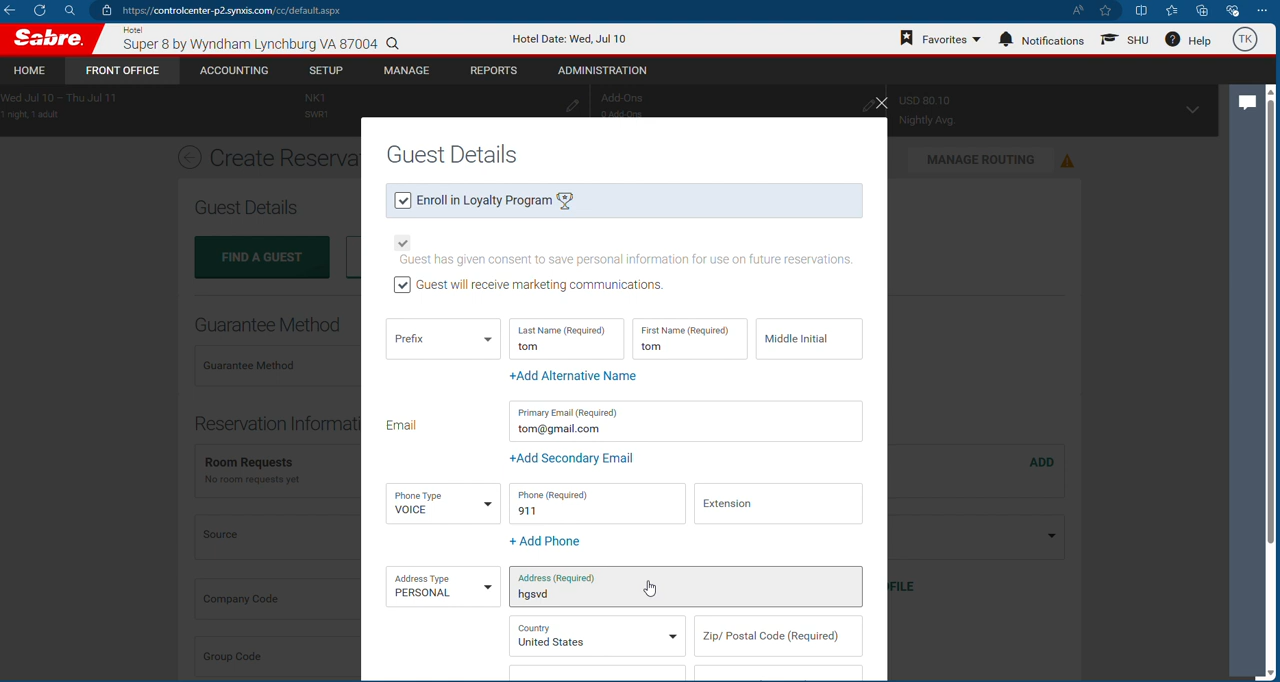 https://controlcenter-p2.synxis.com/cc/default.aspx
Sabre.
Hotel
Super 8 by Wyndham Lynchburg VA 87004
Hotel Date: Wed, Jul 10
Favorites
Notifications
SHU
Help
TK
HOME
FRONT OFFICE
ACCOUNTING
SETUP
MANAGE
REPORTS
ADMINISTRATION
Wed Jul 10 – Thu Jul 11
1 night, 1 adult
NK1
SWR1
Add-Ons
0 Add-Ons
USD 80.10
Nightly Avg.
Create Reserva
MANAGE ROUTING
Guest Details
FIND A GUEST
Guarantee Method
Guarantee Method
Reservation Informati
Room Requests
No room requests yet
ADD
Source
Company Code
OFILE
Group Code
Guest Details
Enroll in Loyalty Program
Guest has given consent to save personal information for use on future reservations.
Guest will receive marketing communications.
Prefix
Last Name (Required)
tom
First Name (Required)
tom
Middle Initial
+Add Alternative Name
Email
Primary Email (Required)
tom@gmail.com
+Add Secondary Email
Phone Type
VOICE
Phone (Required)
911
Extension
+ Add Phone
Address Type
PERSONAL
Address (Required)
hgsvd
Country
United States
Zip/ Postal Code (Required)